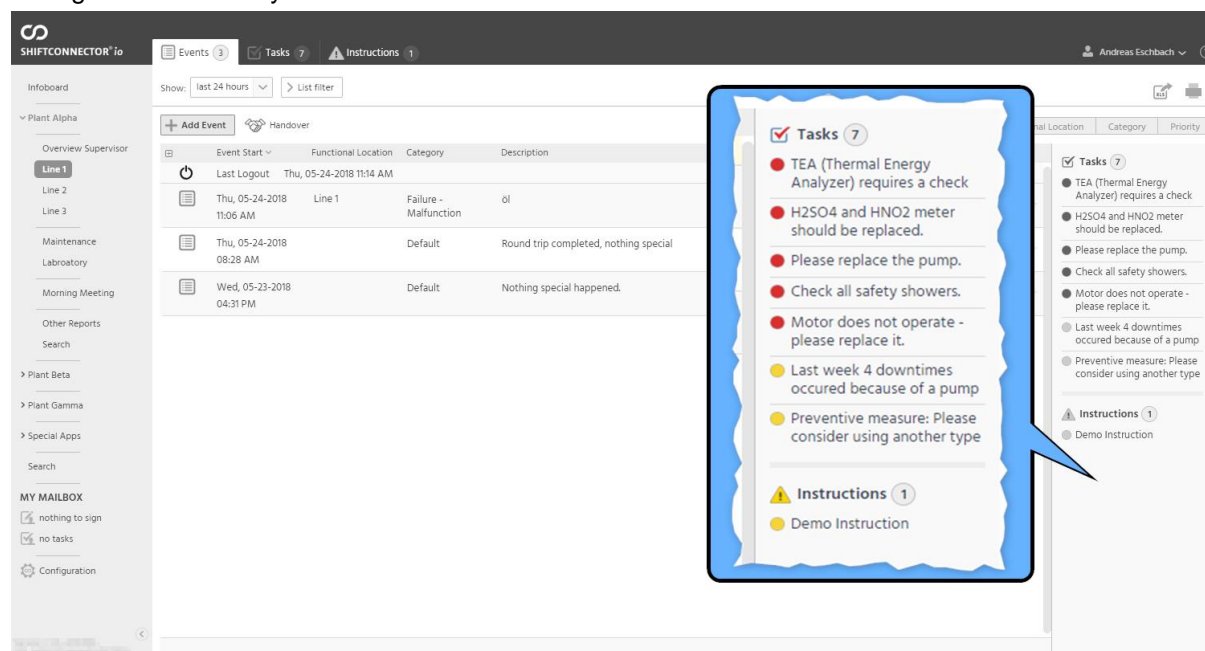 SHIFTCONNECTOR® io
Events 3
Tasks 7
Instructions 1
Andreas Eschbach
Infoboard
Plant Alpha
Overview Supervisor
Line 1
Line 2
Line 3
Maintenance
Labroatory
Morning Meeting
Other Reports
Search
Plant Beta
Plant Gamma
Special Apps
Search
MY MAILBOX
nothing to sign
no tasks
Configuration
Show: last 24 hours
List filter
XLS
Add Event
Handover
Location Category Priority
Event Start Functional Location Category Description
Last Logout Thu, 05-24-2018 11:14 AM
Thu, 05-24-2018 Line 1 Failure - öl
11:06 AM Malfunction
Thu, 05-24-2018 Default Round trip completed, nothing special
08:28 AM
Wed, 05-23-2018 Default Nothing special happened.
04:31 PM
Tasks 7
TEA (Thermal Energy
Analyzer) requires a check
H2SO4 and HNO2 meter
should be replaced.
Please replace the pump.
Check all safety showers.
Motor does not operate -
please replace it.
Last week 4 downtimes
occured because of a pump
Preventive measure: Please
consider using another type
Instructions 1
Demo Instruction
Tasks 7
TEA (Thermal Energy
Analyzer) requires a check
H2SO4 and HNO2 meter
should be replaced.
Please replace the pump.
Check all safety showers.
Motor does not operate -
please replace it.
Last week 4 downtimes
occured because of a pump
Preventive measure: Please
consider using another type
Instructions 1
Demo Instruction